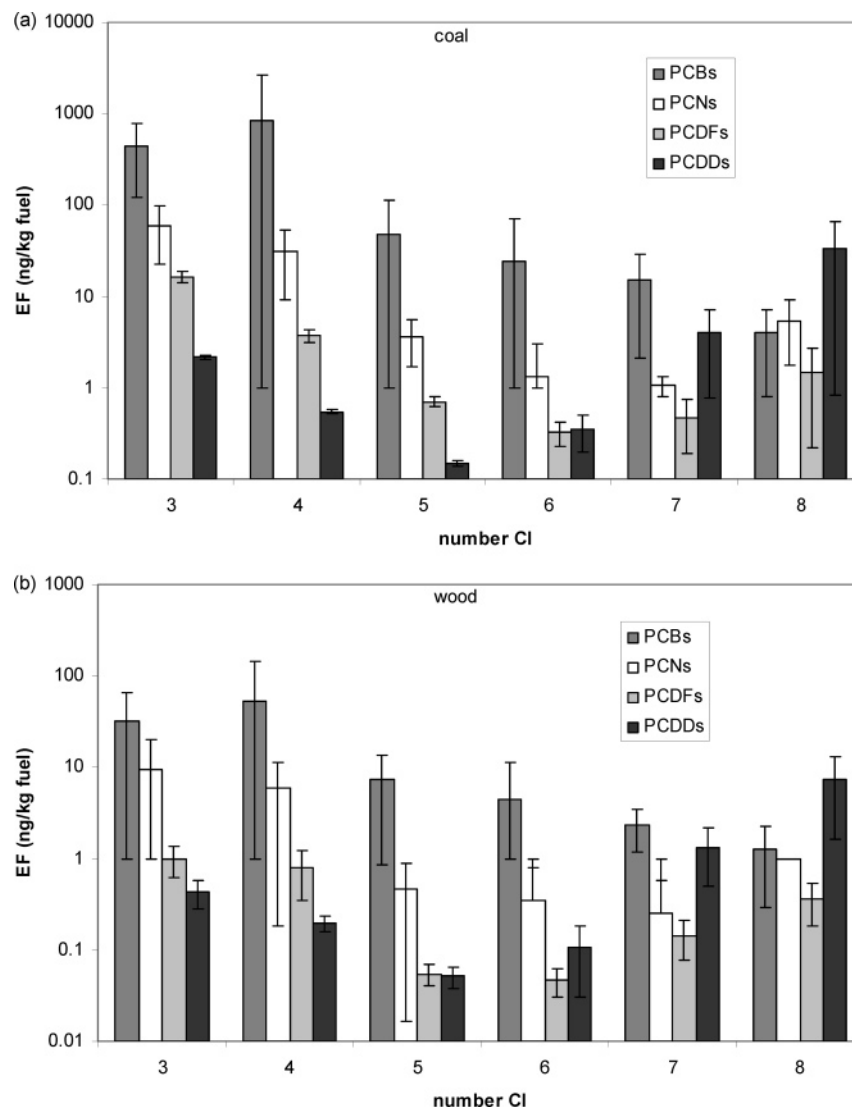 (a)
coal
10000
1000
100
10
1
0.1
EF (ng/kg fuel)
PCBs
PCNs
PCDFs
PCDDs
3 4 5 6 7 8
number Cl
(b)
wood
1000
100
10
1
0.1
0.01
EF (ng/kg fuel)
PCBs
PCNs
PCDFs
PCDDs
3 4 5 6 7 8
number Cl